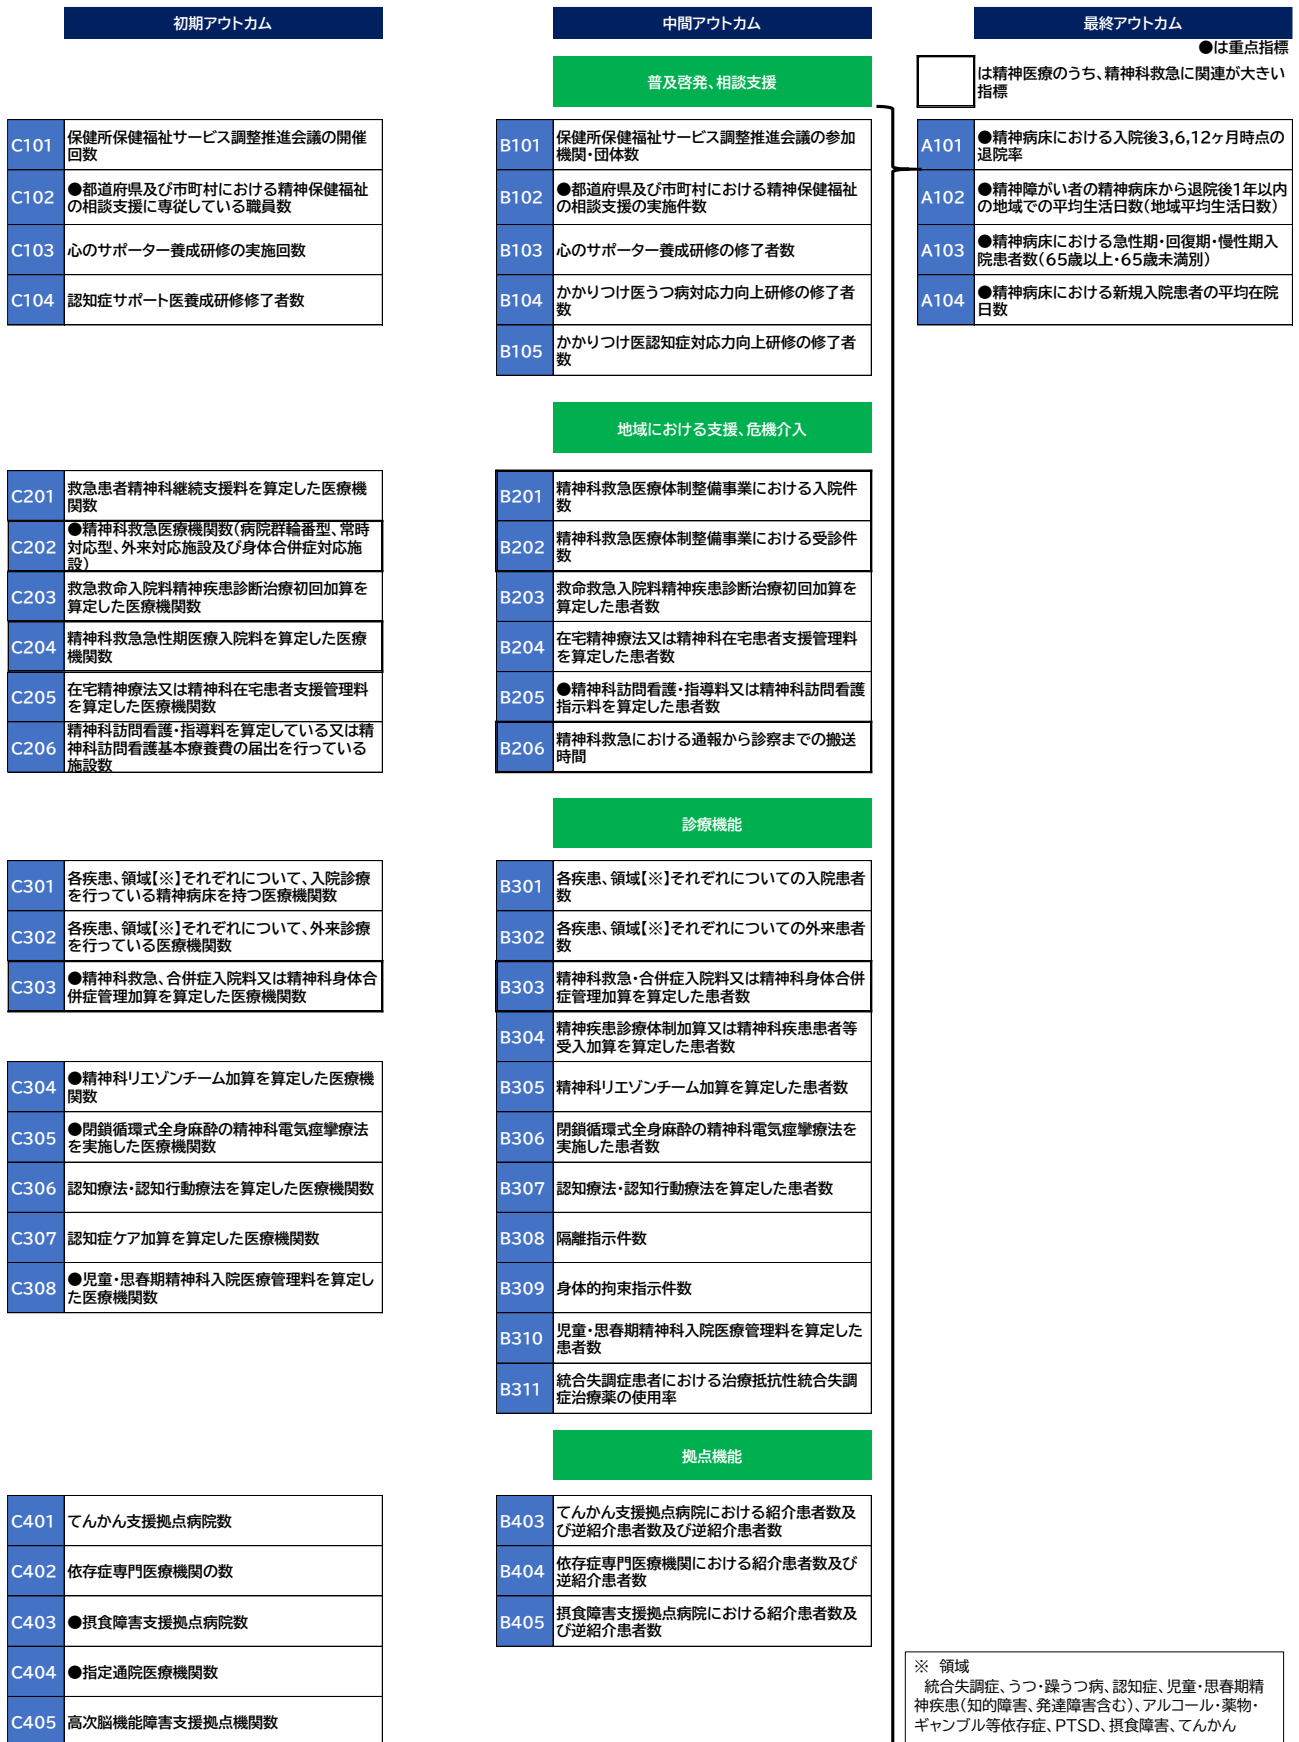 初期アウトカム
中間アウトカム
最終アウトカム
●は重点指標
は精神医療のうち、精神科救急に関連が大きい
指標
普及啓発、相談支援
C101
保健所保健福祉サービス調整推進会議の開催
回数
C102
●都道府県及び市町村における精神保健福祉
の相談支援に専従している職員数
C103
心のサポーター養成研修の実施回数
C104
認知症サポート医養成研修修了者数
B101
保健所保健福祉サービス調整推進会議の参加
機関・団体数
B102
●都道府県及び市町村における精神保健福祉
の相談支援の実施件数
B103
心のサポーター養成研修の修了者数
B104
かかりつけ医うつ病対応力向上研修の修了者
数
B105
かかりつけ医認知症対応力向上研修の修了者
数
A101
●精神病床における入院後3,6,12ヶ月時点の
退院率
A102
●精神障がい者の精神病床から退院後1年以内
の地域での平均生活日数(地域平均生活日数)
A103
●精神病床における急性期・回復期・慢性期入
院患者数(65歳以上・65歳未満別)
A104
●精神病床における新規入院患者の平均在院
日数
地域における支援、危機介入
C201
救急患者精神科継続支援料を算定した医療機
関数
C202
●精神科救急医療機関数(病院群輪番型、常時
対応型、外来対応施設及び身体合併症対応施
設)
C203
救急救命入院料精神疾患診断治療初回加算を
算定した医療機関数
C204
精神科救急急性期医療入院料を算定した医療
機関数
C205
在宅精神療法又は精神科在宅患者支援管理料
を算定した医療機関数
C206
精神科訪問看護・指導料を算定している又は精
神科訪問看護基本療養費の届出を行っている
施設数
B201
精神科救急医療体制整備事業における入院件
数
B202
精神科救急医療体制整備事業における受診件
数
B203
救命救急入院料精神疾患診断治療初回加算を
算定した患者数
B204
在宅精神療法又は精神科在宅患者支援管理料
を算定した患者数
B205
●精神科訪問看護・指導料又は精神科訪問看護
指示料を算定した患者数
B206
精神科救急における通報から診察までの搬送
時間
診療機能
C301
各疾患、領域【※】それぞれについて、入院診療
を行っている精神病床を持つ医療機関数
C302
各疾患、領域【※】それぞれについて、外来診療
を行っている医療機関数
C303
●精神科救急、合併症入院料又は精神科身体合
併症管理加算を算定した医療機関数
C304
●精神科リエゾンチーム加算を算定した医療機
関数
C305
●閉鎖循環式全身麻酔の精神科電気痙攣療法
を実施した医療機関数
C306
認知療法・認知行動療法を算定した医療機関数
C307
認知症ケア加算を算定した医療機関数
C308
●児童・思春期精神科入院医療管理料を算定し
た医療機関数
B301
各疾患、領域【※】それぞれについての入院患者
数
B302
各疾患、領域【※】それぞれについての外来患者
数
B303
精神科救急・合併症入院料又は精神科身体合併
症管理加算を算定した患者数
B304
精神疾患診療体制加算又は精神科疾患患者等
受入加算を算定した患者数
B305
精神科リエゾンチーム加算を算定した患者数
B306
閉鎖循環式全身麻酔の精神科電気痙攣療法を
実施した患者数
B307
認知療法・認知行動療法を算定した患者数
B308
隔離指示件数
B309
身体的拘束指示件数
B310
児童・思春期精神科入院医療管理料を算定した
患者数
B311
統合失調症患者における治療抵抗性統合失調
症治療薬の使用率
拠点機能
C401
てんかん支援拠点病院数
C402
依存症専門医療機関の数
C403
●摂食障害支援拠点病院数
C404
●指定通院医療機関数
C405
高次脳機能障害支援拠点機関数
B403
てんかん支援拠点病院における紹介患者数及
び逆紹介患者数及び逆紹介患者数
B404
依存症専門医療機関における紹介患者数及び
逆紹介患者数
B405
摂食障害支援拠点病院における紹介患者数及
び逆紹介患者数
※ 領域
統合失調症、うつ・躁うつ病、認知症、児童・思春期精
神疾患(知的障害、発達障害含む)、アルコール・薬物・
ギャンブル等依存症、PTSD、摂食障害、てんかん